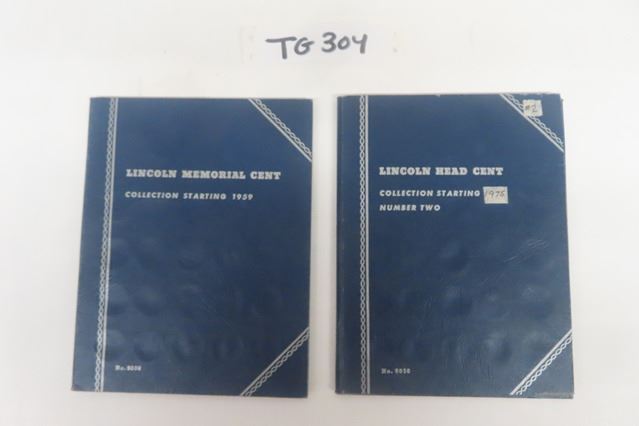 TG 304
LINCOLN MEMORIAL CENT
COLLECTION STARTING 1959
#2
LINCOLN HEAD CENT
COLLECTION STARTING 1975
NUMBER TWO